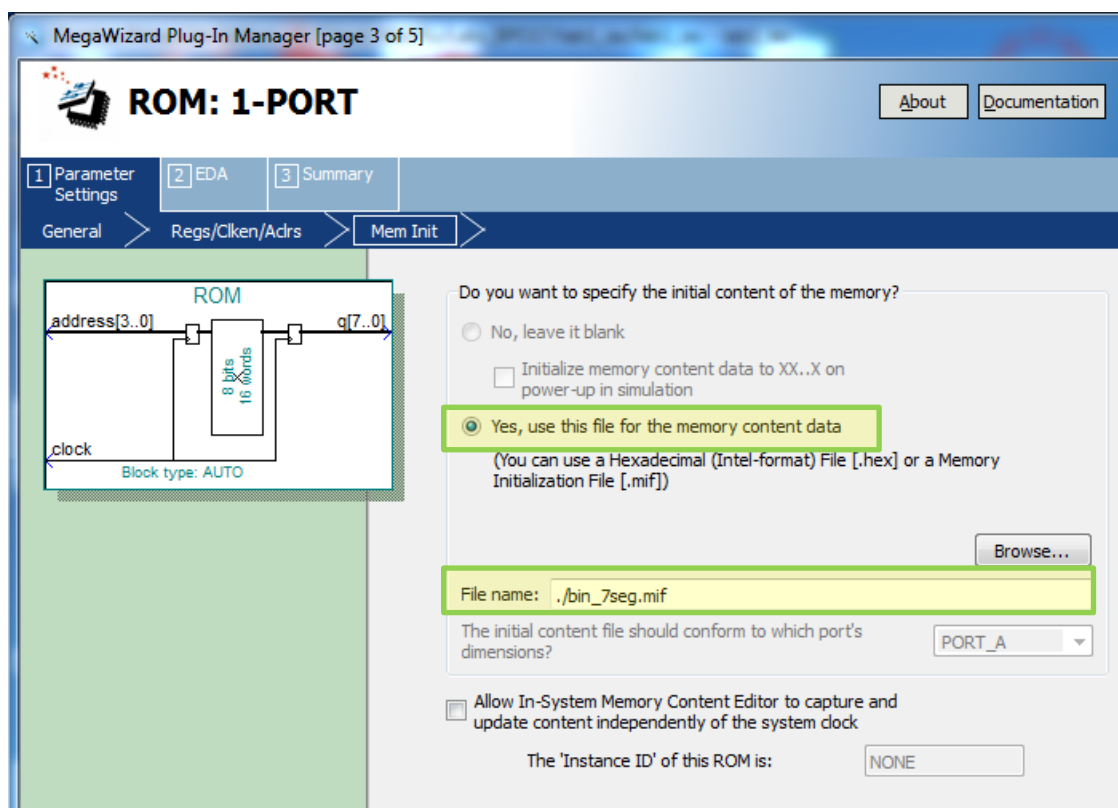 MegaWizard Plug-In Manager [page 3 of 5]
ROM: 1-PORT
About
Documentation
1 Parameter
Settings
2 EDA
3 Summary
General
Regs/Clken/Aclrs
Mem Init
ROM
address[3..0]
q[7..0]
8 bits
16 words
clock
Block type: AUTO
Do you want to specify the initial content of the memory?
No, leave it blank
Initialize memory content data to XX..X on
power-up in simulation
Yes, use this file for the memory content data
(You can use a Hexadecimal (Intel-format) File [.hex] or a Memory
Initialization File [.mif])
Browse...
File name: ./bin_7seg.mif
The initial content file should conform to which port's
dimensions?
PORT_A
Allow In-System Memory Content Editor to capture and
update content independently of the system clock
The 'Instance ID' of this ROM is:
NONE